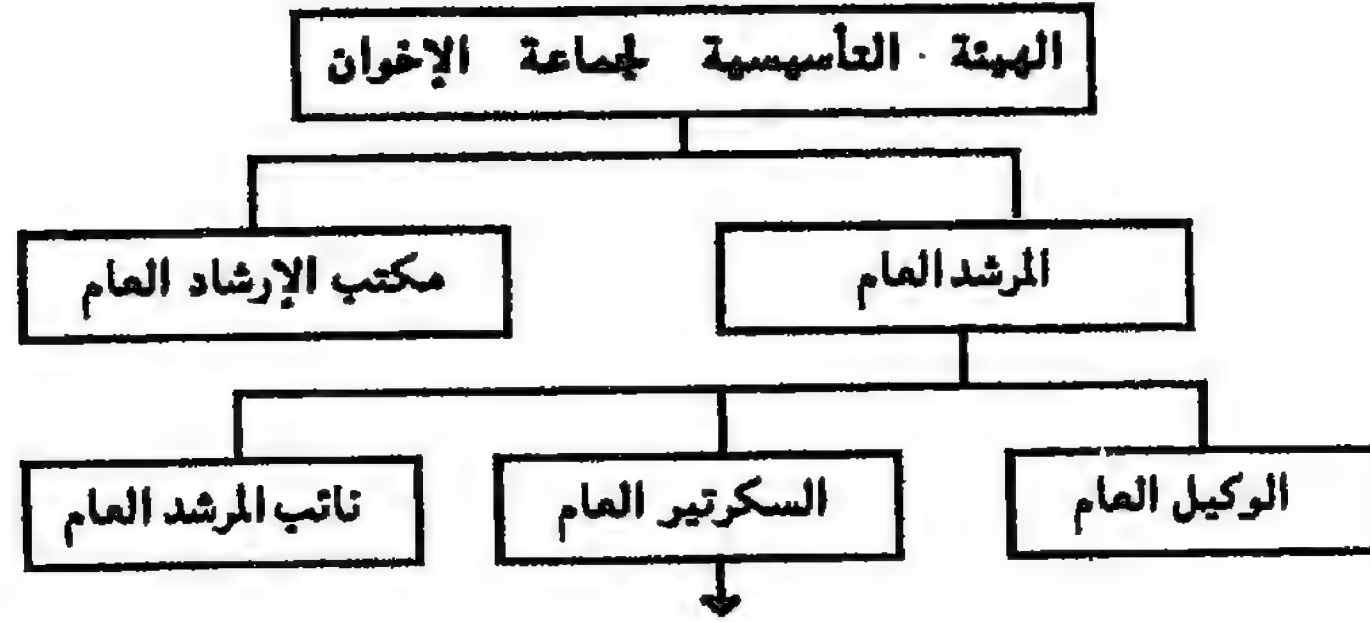 الهيئة التأسيسية لجماعة الإخوان
المرشد العام
مكتب الإرشاد العام
الوكيل العام
السكرتير العام
نائب المرشد العام